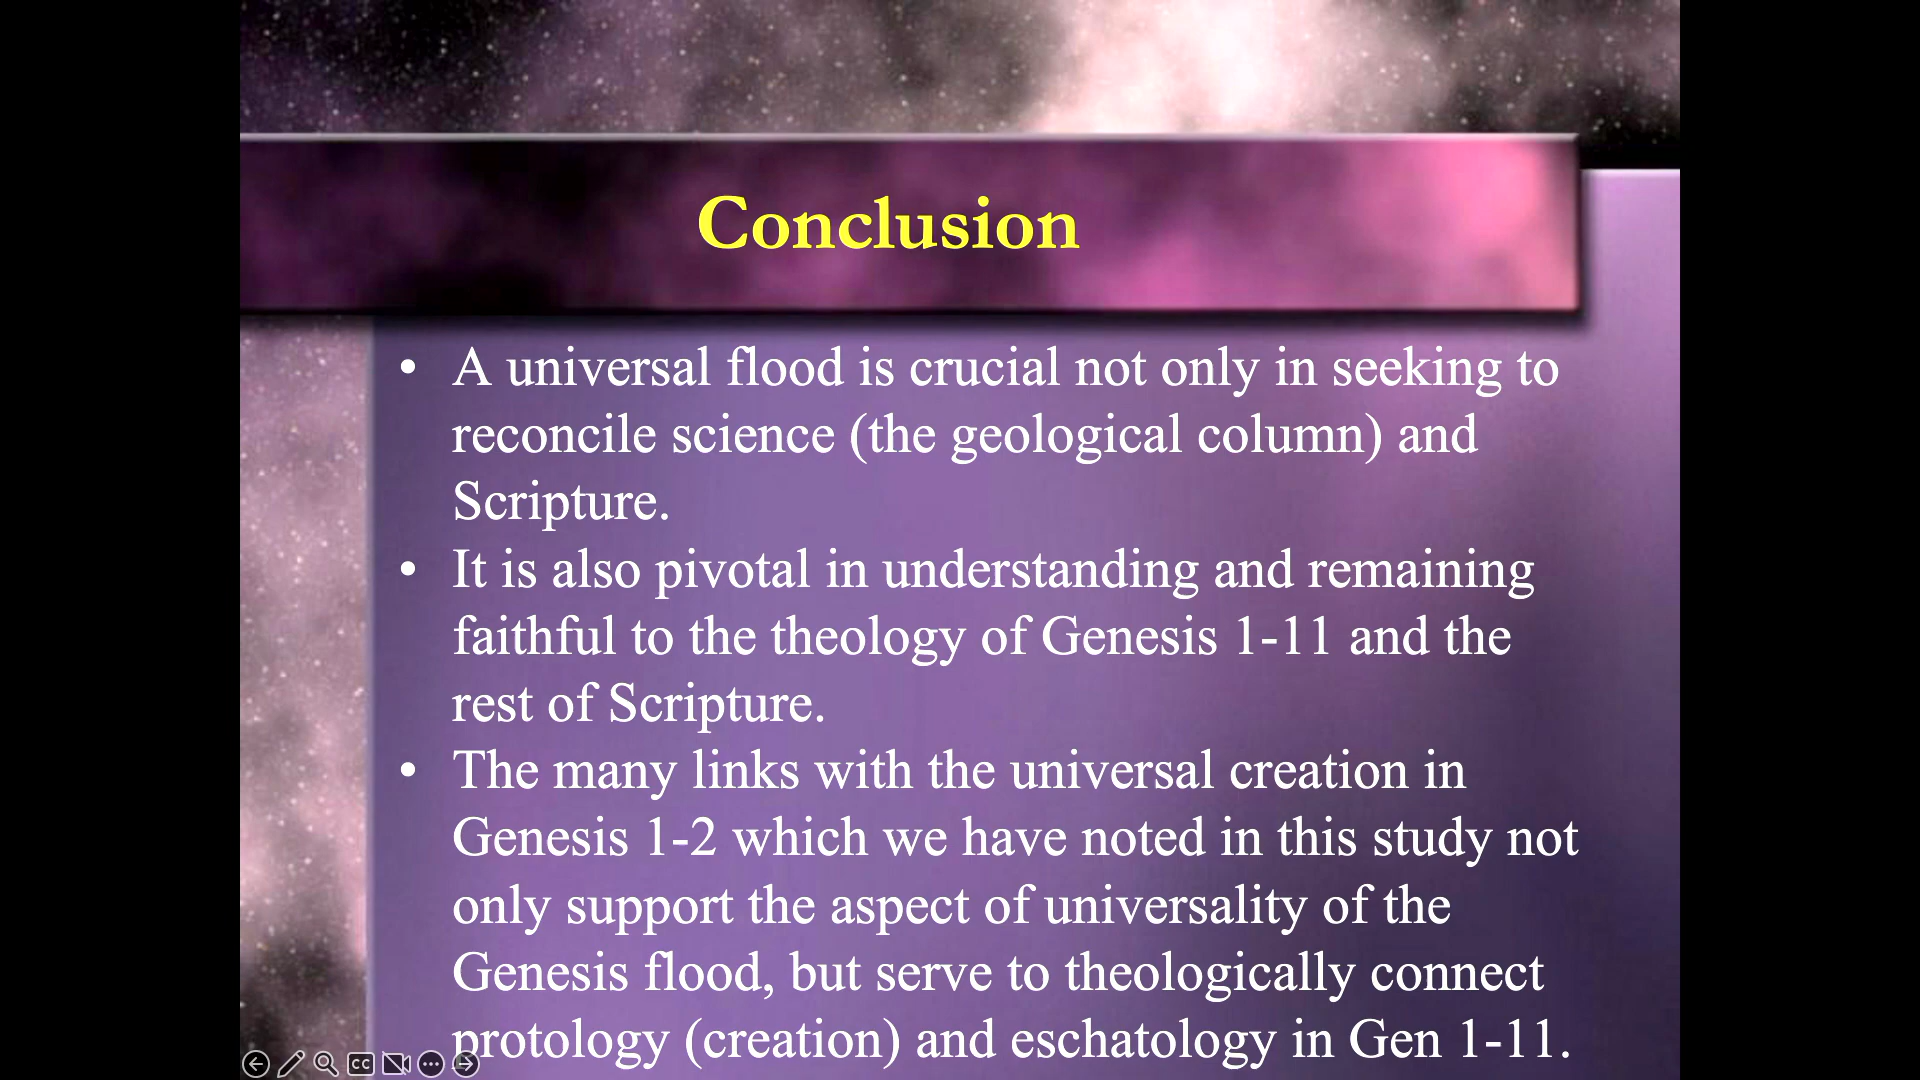 Conclusion
• A universal flood is crucial not only in seeking to
reconcile science (the geological column) and
Scripture.
• It is also pivotal in understanding and remaining
faithful to the theology of Genesis 1-11 and the
rest of Scripture.
• The many links with the universal creation in
Genesis 1-2 which we have noted in this study not
only support the aspect of universality of the
Genesis flood, but serve to theologically connect
protology (creation) and eschatology in Gen 1-11.
CC